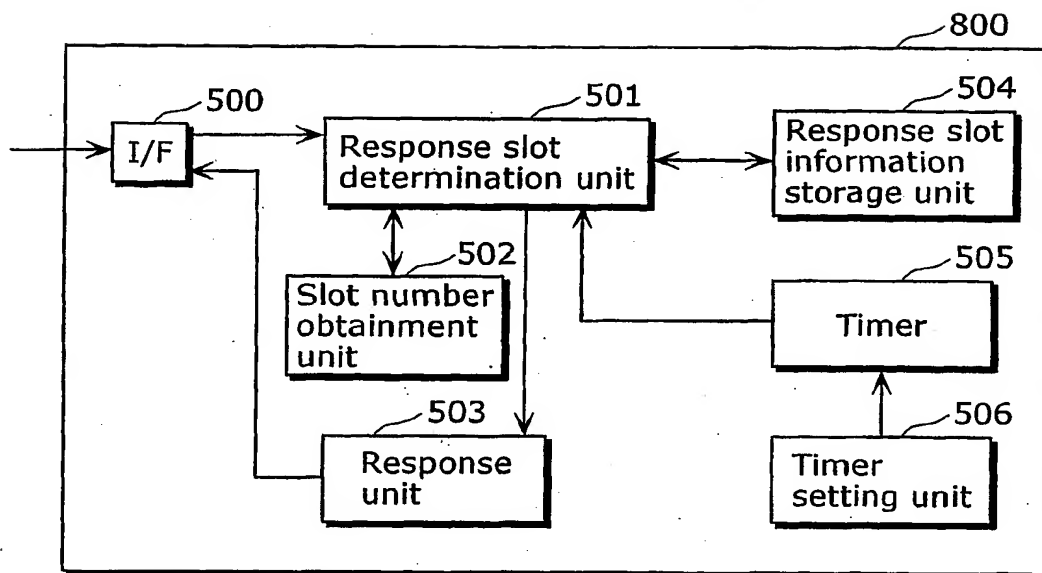 800
500
I/F
501
Response slot
determination unit
504
Response slot
information
storage unit
502
Slot number
obtainment
unit
505
Timer
503
Response
unit
506
Timer
setting unit